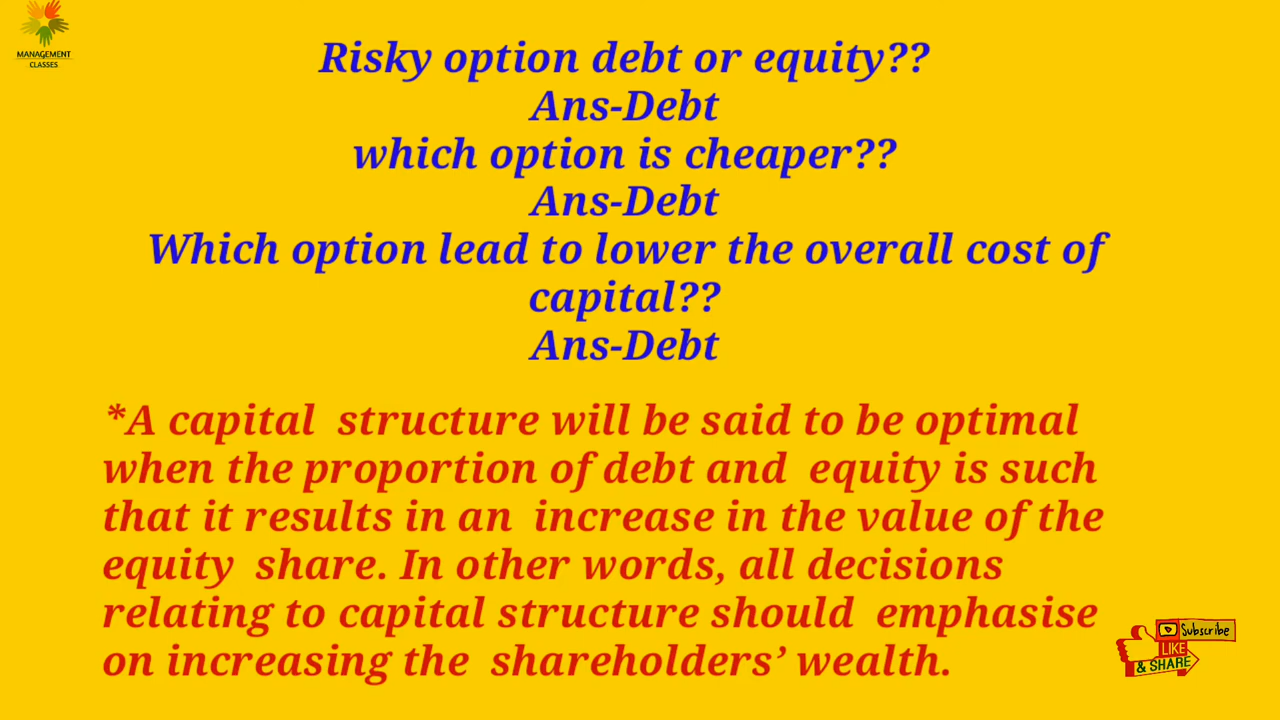 MANAGEMENT
CLASSES
Risky option debt or equity??
Ans-Debt
which option is cheaper??
Ans-Debt
Which option lead to lower the overall cost of
capital??
Ans-Debt
*A capital structure will be said to be optimal
when the proportion of debt and equity is such
that it results in an increase in the value of the
equity share. In other words, all decisions
relating to capital structure should emphasise
on increasing the shareholders’ wealth.
Subscribe
LIKE
& SHARE